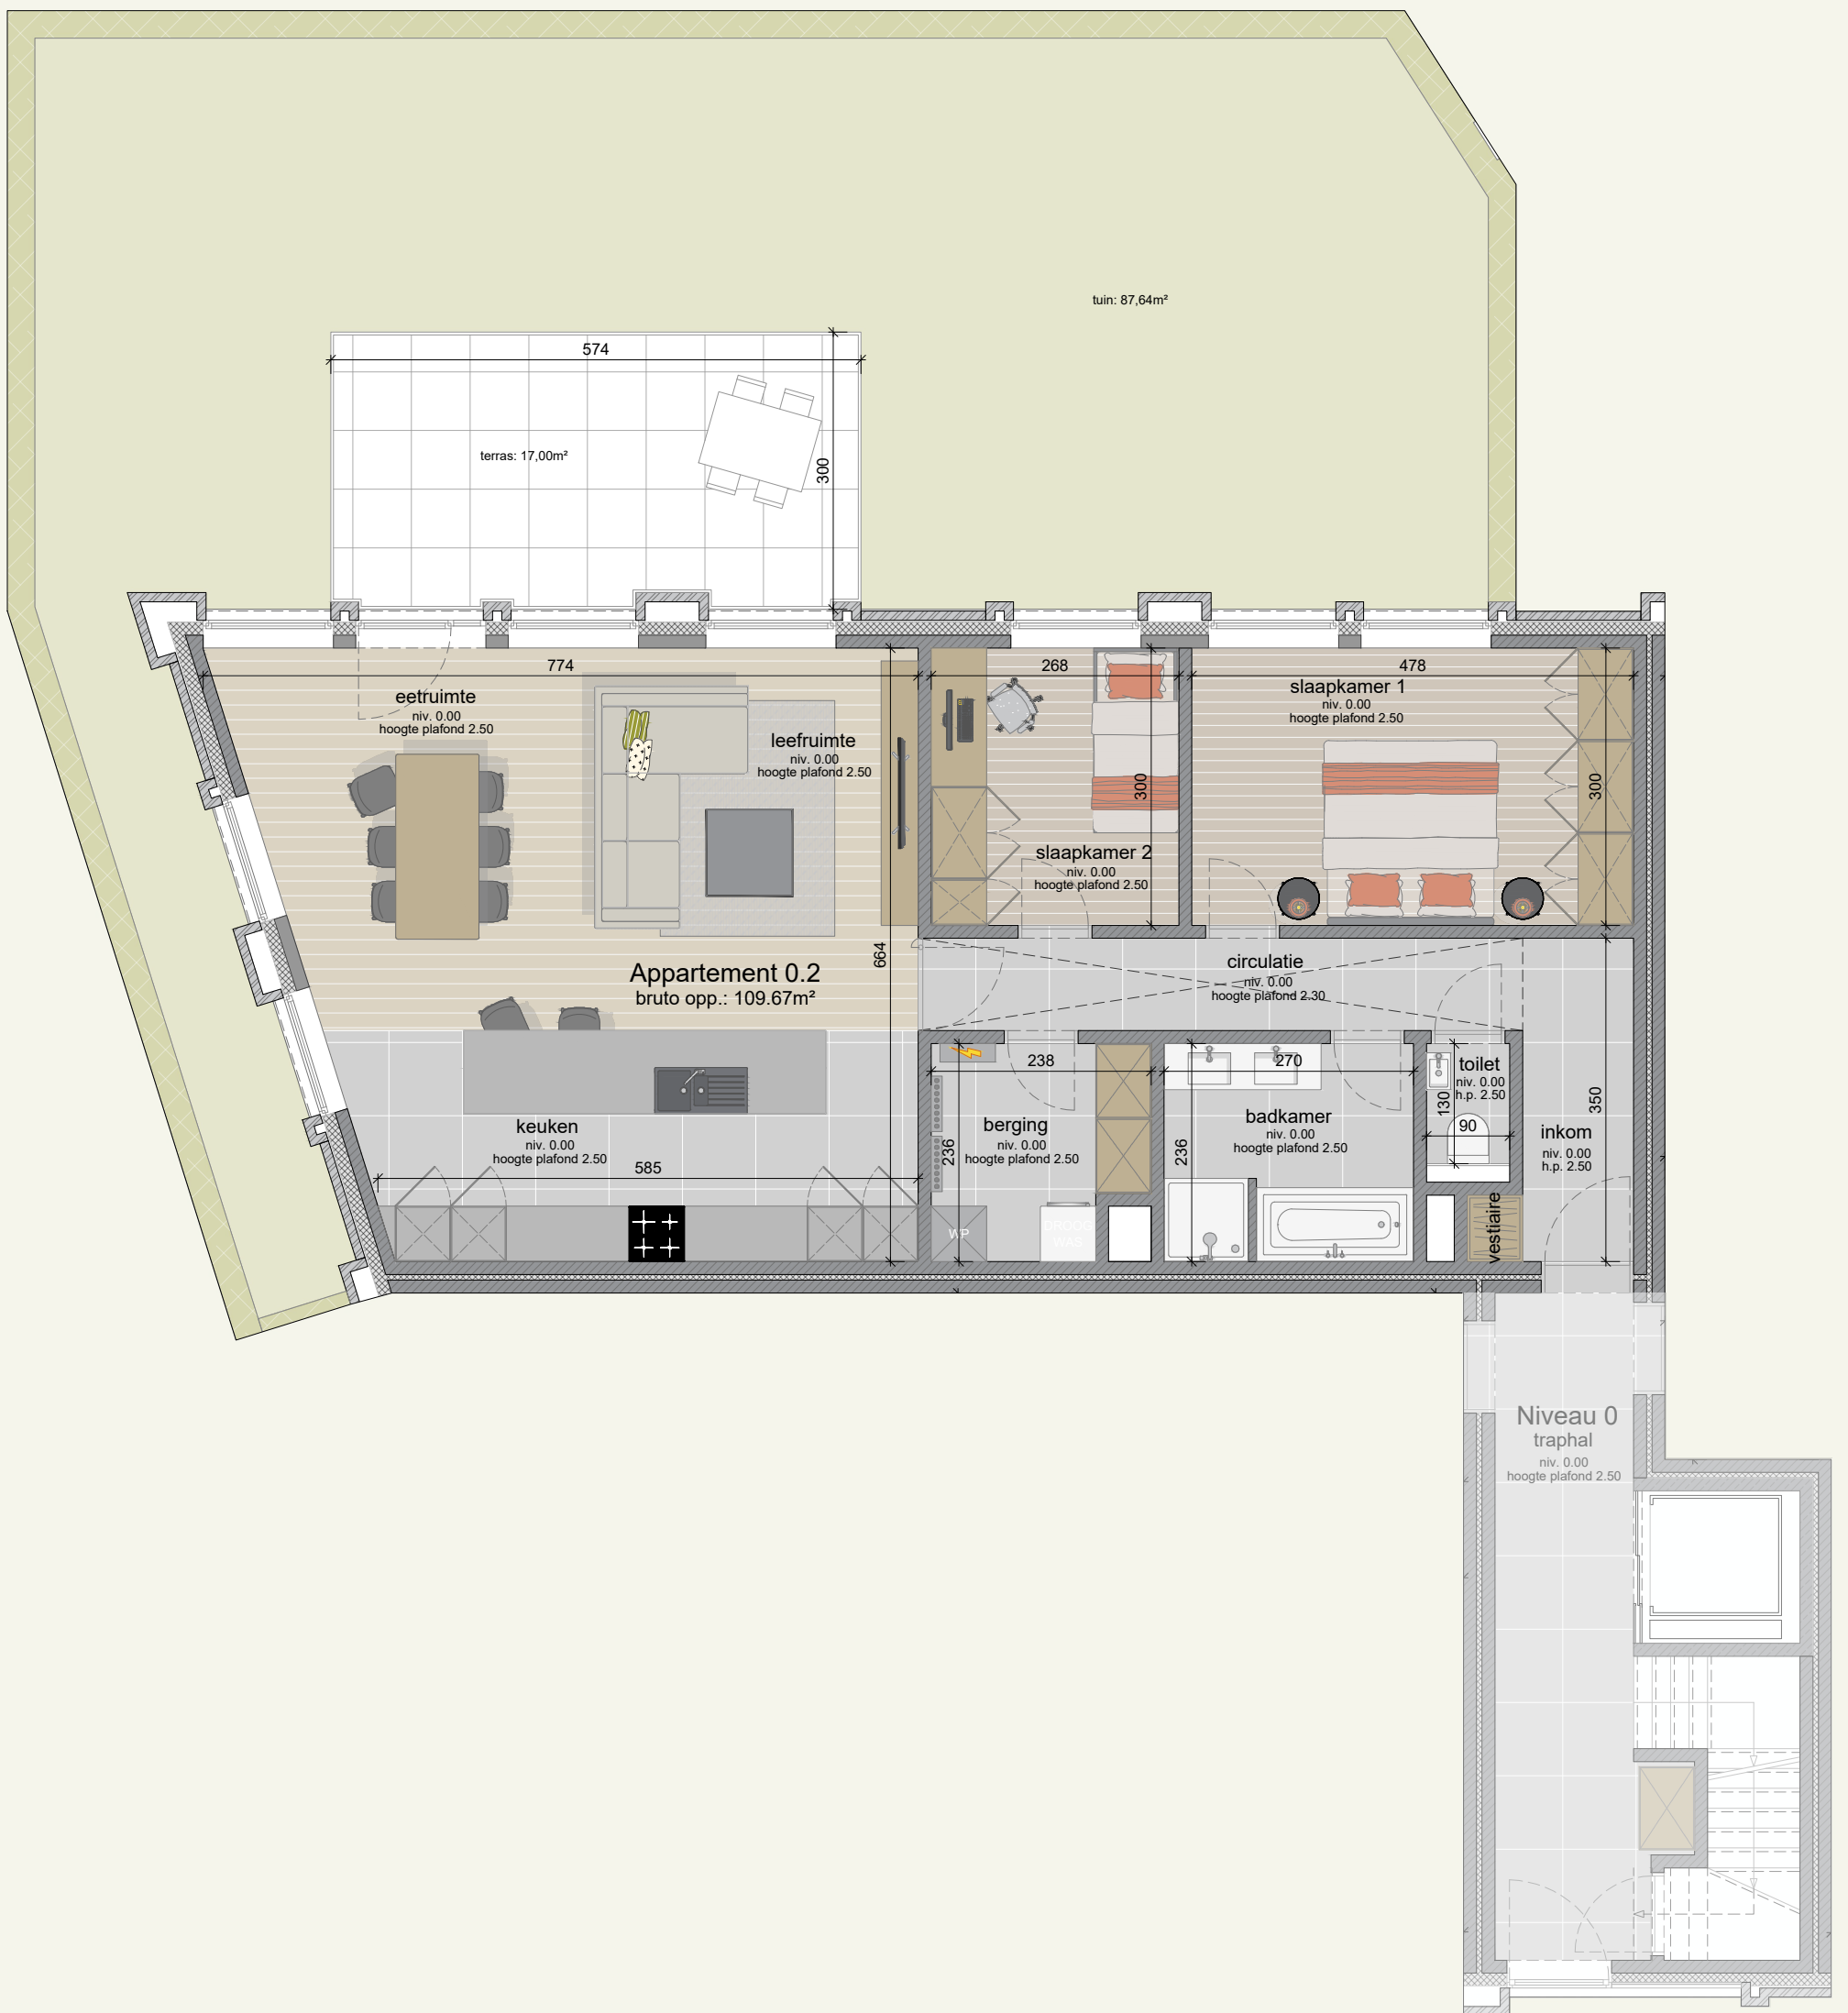 tuin: 87,64m²
574
terras: 17,00m²
300
774
268
478
eetruimte
niv. 0.00
hoogte plafond 2.50
leefruimte
niv. 0.00
hoogte plafond 2.50
slaapkamer 1
niv. 0.00
hoogte plafond 2.50
300
300
slaapkamer 2
niv. 0.00
hoogte plafond 2.50
664
Appartement 0.2
bruto opp.: 109.67m²
circulatie
niv. 0.00
hoogte plafond 2.30
238
270
toilet
niv. 0.00
h.p. 2.50
130
90
350
keuken
niv. 0.00
hoogte plafond 2.50
585
berging
niv. 0.00
hoogte plafond 2.50
236
badkamer
niv. 0.00
hoogte plafond 2.50
236
inkom
niv. 0.00
h.p. 2.50
WP
DROOG
WAS
vestiaire
Niveau 0
traphal
niv. 0.00
hoogte plafond 2.50